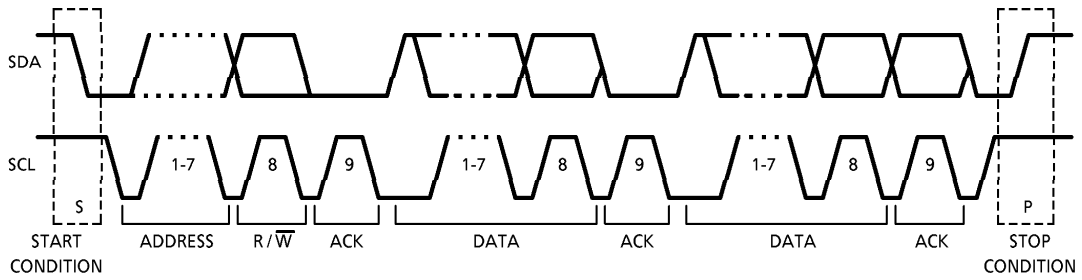 SDA
SCL
1-7 8 9 1-7 8 9 1-7 8 9
S P
START CONDITION
ADDRESS R / W̅ ACK DATA ACK DATA ACK
STOP CONDITION